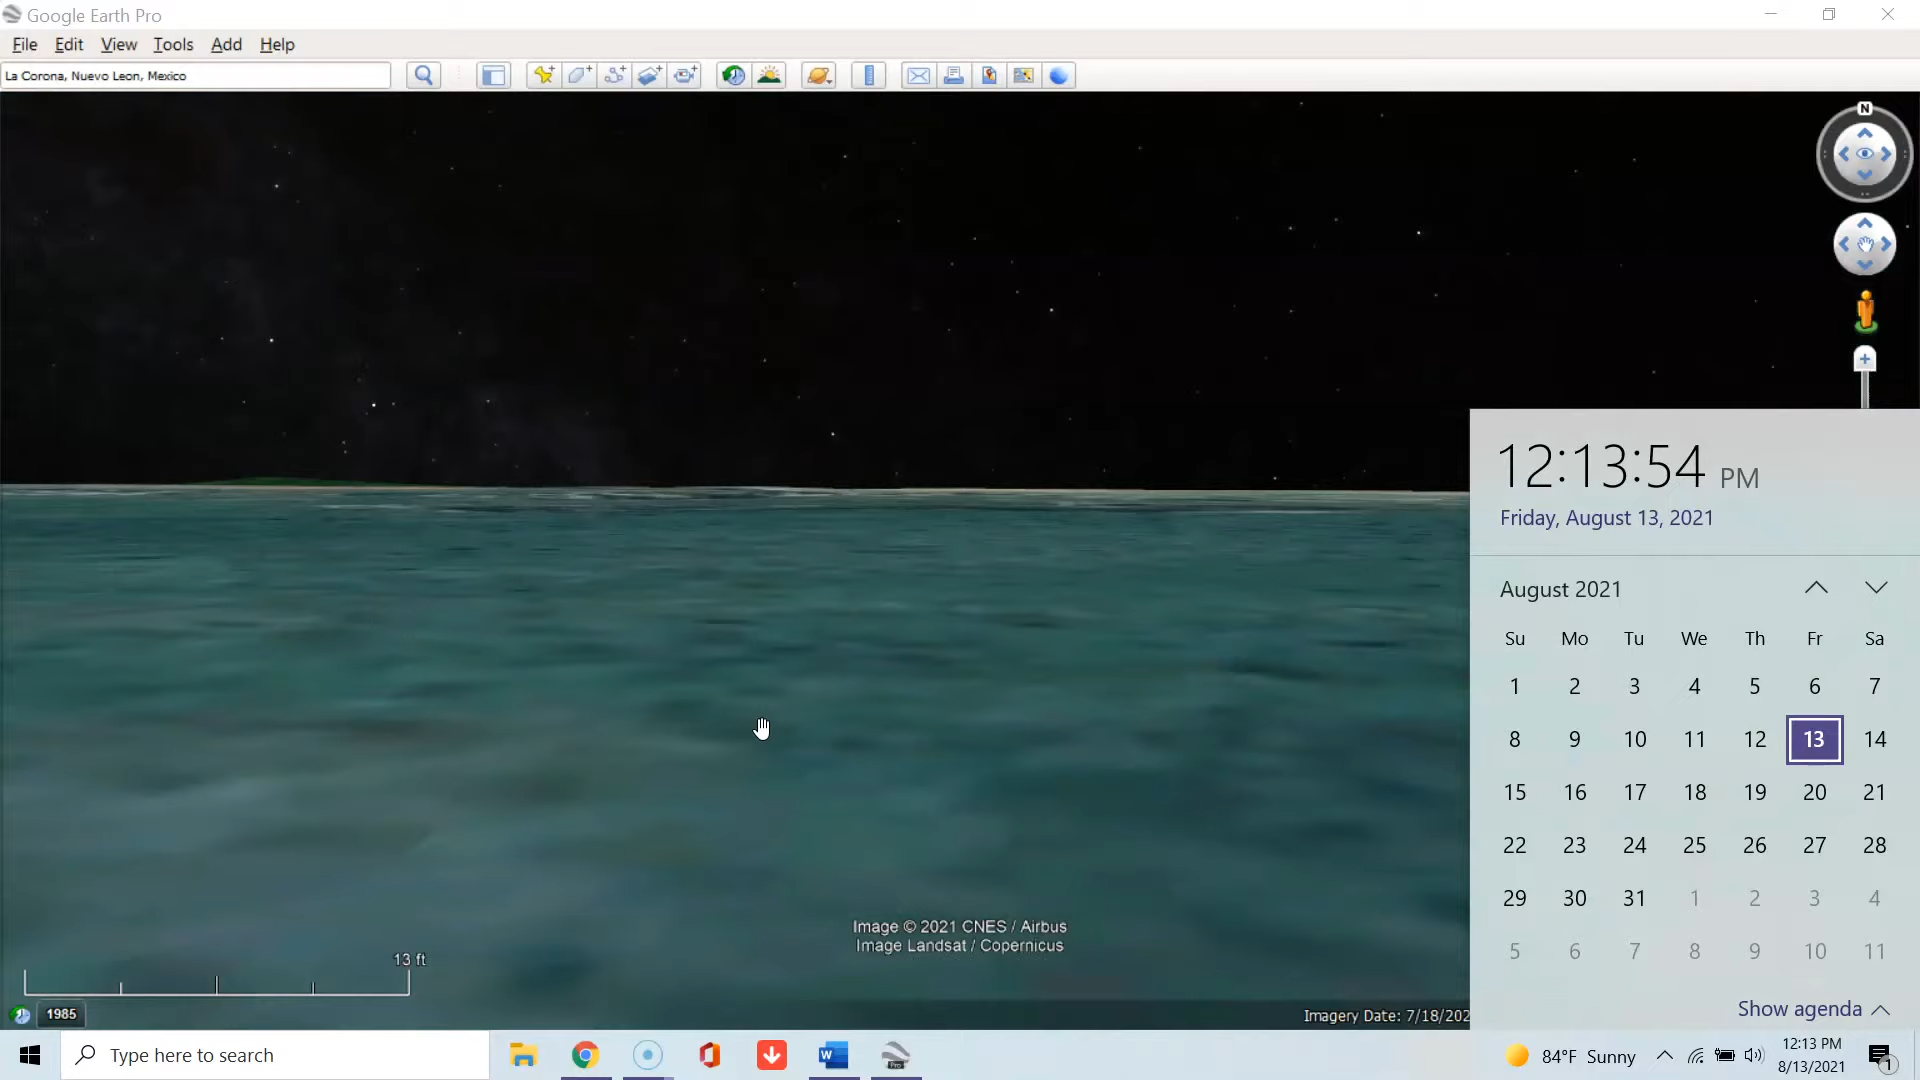 Google Earth Pro
File Edit View Tools Add Help
La Corona, Nuevo Leon, Mexico
N
12:13:54 PM
Friday, August 13, 2021
August 2021
Su Mo Tu We Th Fr Sa
1 2 3 4 5 6 7
8 9 10 11 12 13 14
15 16 17 18 19 20 21
22 23 24 25 26 27 28
29 30 31 1 2 3 4
5 6 7 8 9 10 11
Show agenda
Image © 2021 CNES / Airbus
Image Landsat / Copernicus
13 ft
1985
Imagery Date: 7/18/202
Type here to search
84°F Sunny
12:13 PM
8/13/2021
1